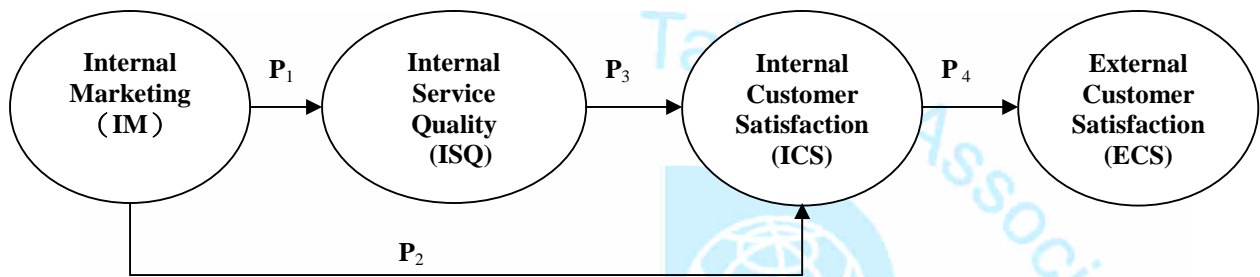 Internal
Marketing
（IM）
P1
Internal
Service
Quality
(ISQ)
P3
Internal
Customer
Satisfaction
(ICS)
P4
External
Customer
Satisfaction
(ECS)
P2
Associ